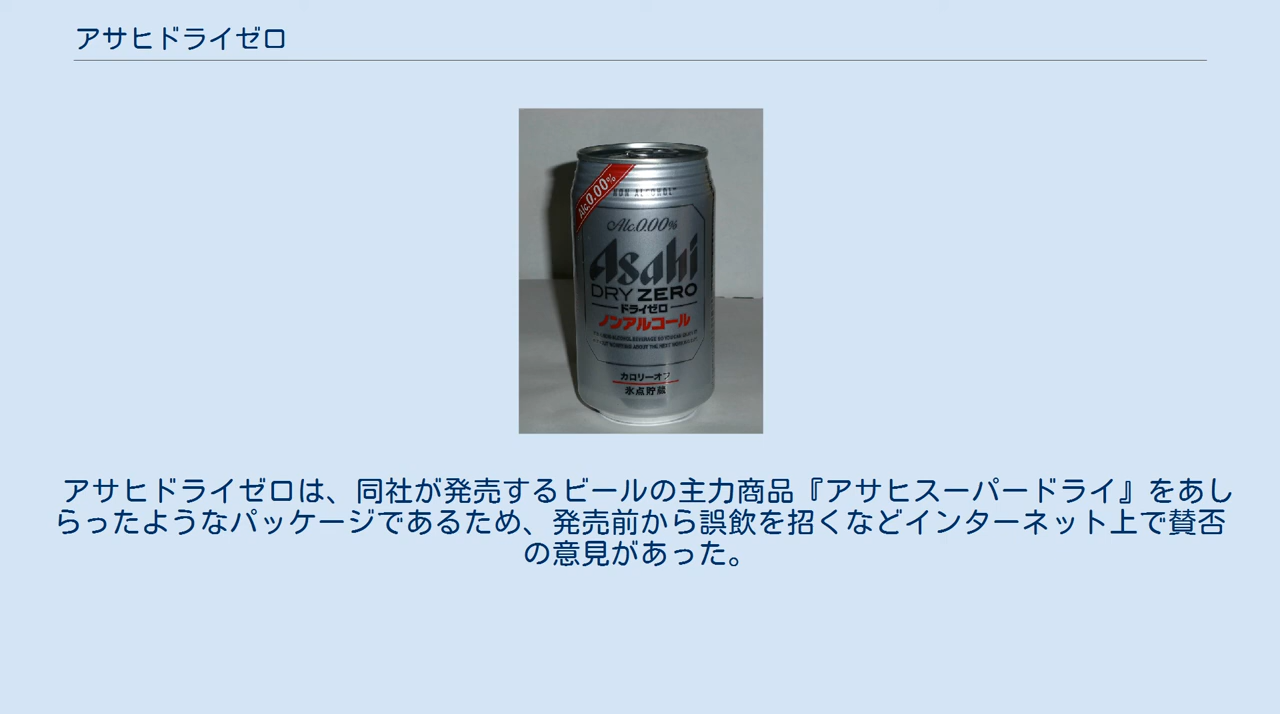 アサヒドライゼロ
Alc.0.00%
NON ALCOHOL
Alc.0.00%
Asahi
DRY ZERO
ドライゼロ
ノンアルコール
カロリーオフ
氷点貯蔵
アサヒドライゼロは、同社が発売するビールの主力商品『アサヒスーパードライ』をあし
らったようなパッケージであるため、発売前から誤飲を招くなどインターネット上で賛否
の意見があった。